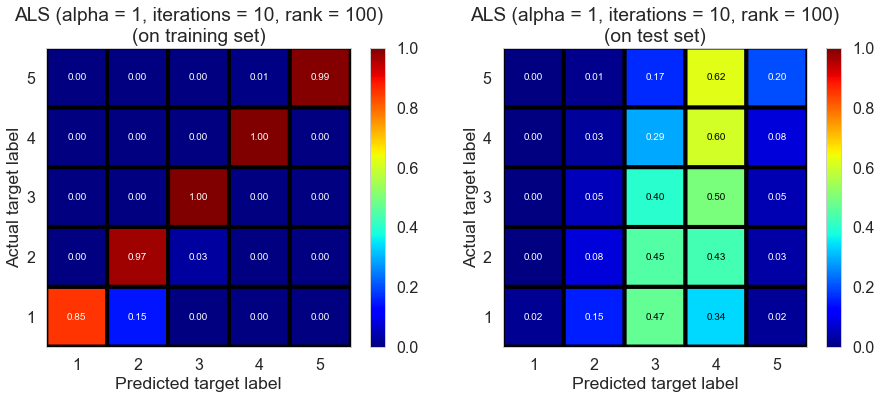 ALS (alpha = 1, iterations = 10, rank = 100)
(on training set)
Actual target label
5 0.00 0.00 0.00 0.01 0.99
4 0.00 0.00 0.00 1.00 0.00
3 0.00 0.00 1.00 0.00 0.00
2 0.00 0.97 0.03 0.00 0.00
1 0.85 0.15 0.00 0.00 0.00
1 2 3 4 5
Predicted target label
1.0
0.8
0.6
0.4
0.2
0.0
ALS (alpha = 1, iterations = 10, rank = 100)
(on test set)
Actual target label
5 0.00 0.01 0.17 0.62 0.20
4 0.00 0.03 0.29 0.60 0.08
3 0.00 0.05 0.40 0.50 0.05
2 0.00 0.08 0.45 0.43 0.03
1 0.02 0.15 0.47 0.34 0.02
1 2 3 4 5
Predicted target label
1.0
0.8
0.6
0.4
0.2
0.0